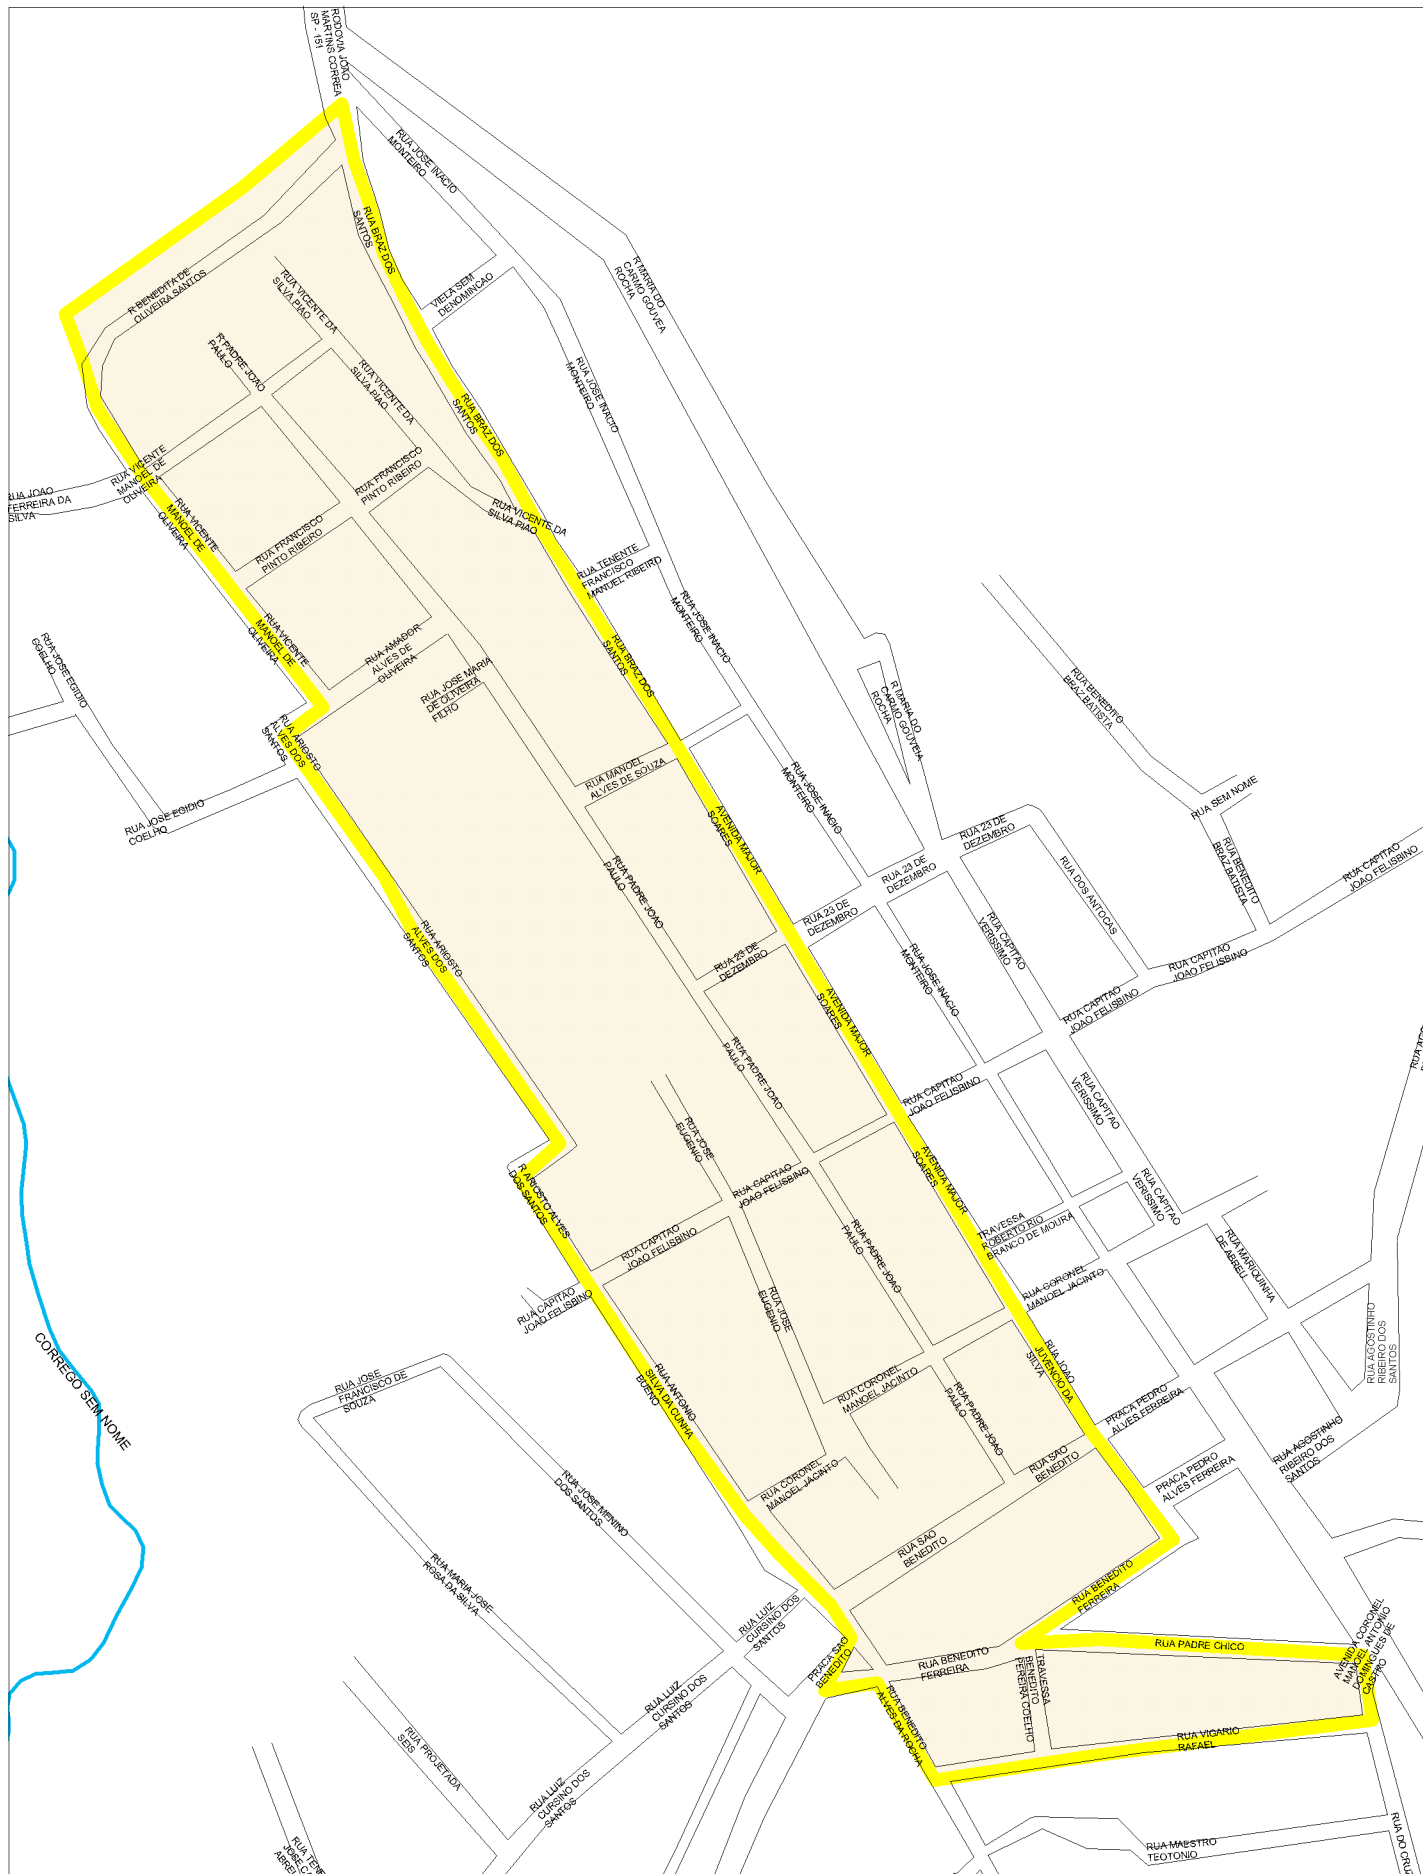 RODOVIA JOAO
MARTINS CORREA
SP - 151
RUA JOSE INACIO
MONTEIRO
RUA BRAZ DOS
SANTOS
R BENEDITA DE
OLIVEIRA SANTOS
RUA VICENTE DA
SILVA PIAO
VIELA SEM
DENOMINCAO
R MARIA DO
CARMO GOUVEA
ROCHA
R PADRE JOAO
PAULO
RUA VICENTE DA
SILVA PIAO
RUA JOSE INACIO
MONTEIRO
RUA BRAZ DOS
SANTOS
RUA VICENTE
MANOEL DE
OLIVEIRA
RUA FRANCISCO
PINTO RIBEIRO
RUA JOAO
FERREIRA DA
SILVA
RUA VICENTE
MANOEL DE
OLIVEIRA
RUA VICENTE DA
SILVA PIAO
RUA FRANCISCO
PINTO RIBEIRO
RUA TENENTE
FRANCISCO
MANUEL RIBEIRO
RUA JOSE INACIO
MONTEIRO
RUA VICENTE
MANOEL DE
OLIVEIRA
RUA AMADOR
ALVES DE
OLIVEIRA
RUA BRAZ DOS
SANTOS
RUA JOSE EGIDIO
COELHO
RUA JOSE MARIA
DE OLIVEIRA
FILHO
R MARIA DO
CARMO GOUVEIA
ROCHA
RUA BENEDITO
BRAZ BATISTA
RUA ARIOSTO
ALVES DOS
SANTOS
RUA MANOEL
ALVES DE SOUZA
RUA JOSE INACIO
MONTEIRO
RUA SEM NOME
RUA JOSE EGIDIO
COELHO
AVENIDA MAJOR
SOARES
RUA 23 DE
DEZEMBRO
RUA 23 DE
DEZEMBRO
RUA DOS ANTOCAS
RUA BENEDITO
BRAZ BATISTA
RUA CAPITAO
JOAO FELISBINO
RUA PADRE JOAO
PAULO
RUA 23 DE
DEZEMBRO
RUA CAPITAO
VERISSIMO
RUA ARIOSTO
ALVES DOS
SANTOS
RUA 23 DE
DEZEMBRO
RUA JOSE INACIO
MONTEIRO
RUA CAPITAO
JOAO FELISBINO
RUA CAPITAO
JOAO FELISBINO
AVENIDA MAJOR
SOARES
RUA PADRE JOAO
PAULO
RUA CAPITAO
JOAO FELISBINO
RUA CAPITAO
VERISSIMO
RUA JOSE
EUGENIO
AVENIDA MAJOR
SOARES
RUA CAPITAO
JOAO FELISBINO
R ARIOSTO ALVES
DOS SANTOS
RUA CAPITAO
VERISSIMO
TRAVESSA
ROBERTO RIO
BRANCO DE MOURA
RUA CAPITAO
JOAO FELISBINO
RUA PADRE JOAO
PAULO
RUA MARIQUINHA
DE ABREU
RUA CORONEL
MANOEL JACINTO
RUA CAPITAO
JOAO FELISBINO
RUA JOSE
EUGENIO
CORREGO SEM NOME
RUA JOSE
FRANCISCO DE
SOUZA
RUA ANTONIO
SILVA DA CUNHA
BUENO
RUA CORONEL
MANOEL JACINTO
RUA JOAO
JUVENCIO DA
SILVA
RUA AGOSTINHO
RIBEIRO DOS
SANTOS
RUA PADRE JOAO
PAULO
PRACA PEDRO
ALVES FERREIRA
RUA SAO
BENEDITO
RUA AGOSTINHO
RIBEIRO DOS
SANTOS
RUA CORONEL
MANOEL JACINTO
PRACA PEDRO
ALVES FERREIRA
RUA JOSE MENINO
DOS SANTOS
RUA SAO
BENEDITO
RUA MARIA JOSE
ROSA DA SILVA
RUA BENEDITO
FERREIRA
RUA LUIZ
CURSINO DOS
SANTOS
PRACA SAO
BENEDITO
RUA BENEDITO
FERREIRA
RUA PADRE CHICO
AVENIDA CORONEL
MANOEL ANTONIO
DOMINGUES DE
CASTRO
TRAVESSA
BENEDITO
PEREIRA COELHO
RUA LUIZ
CURSINO DOS
SANTOS
RUA BENEDITO
ALVES DA ROCHA
RUA VIGARIO
RAFAEL
RUA PROJETADA
SEIS
RUA LUIZ
CURSINO DOS
SANTOS
RUA MAESTRO
TEOTONIO